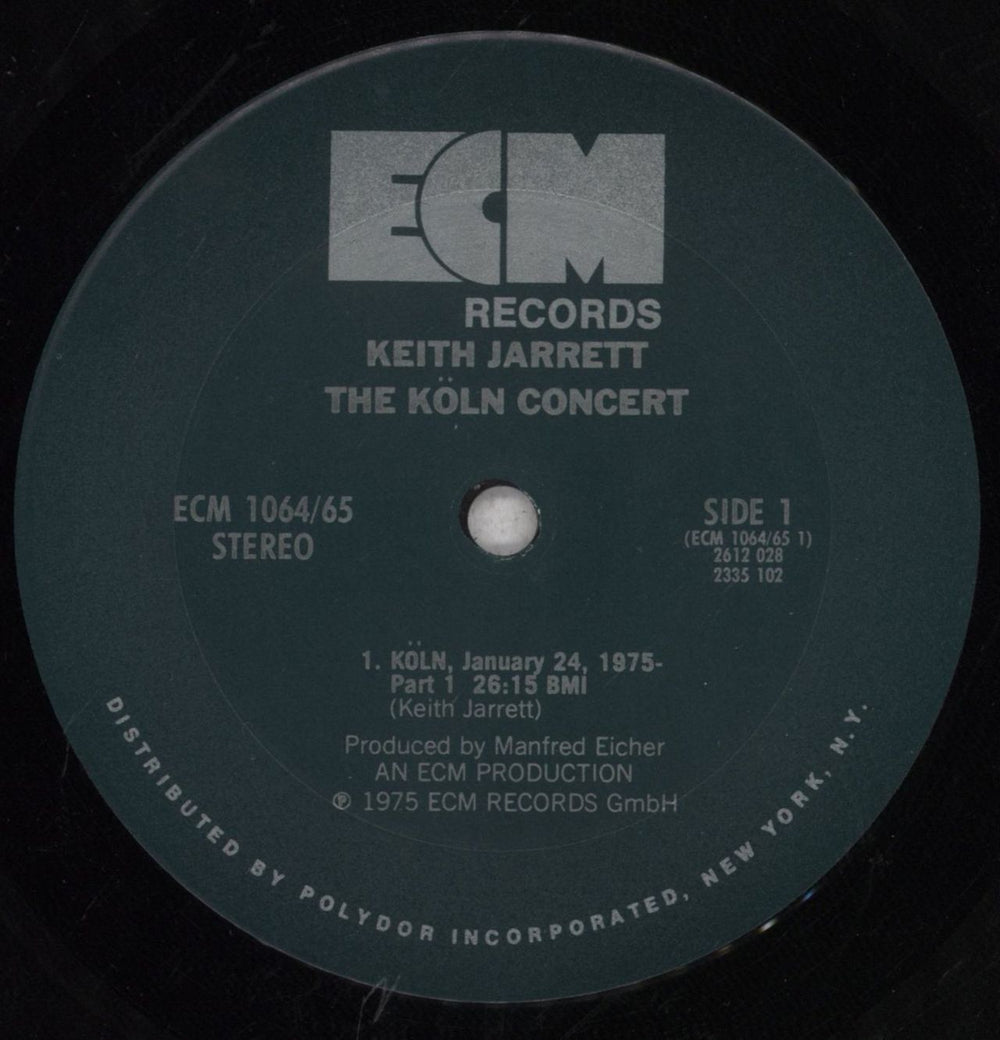 ECM
RECORDS
KEITH JARRETT
THE KÖLN CONCERT
ECM 1064/65
STEREO
SIDE 1
(ECM 1064/65 1)
2612 028
2335 102
1. KÖLN, January 24, 1975-
Part 1 26:15 BMI
(Keith Jarrett)
Produced by Manfred Eicher
AN ECM PRODUCTION
℗ 1975 ECM RECORDS GmbH
DISTRIBUTED BY POLYDOR INCORPORATED, NEW YORK, N.Y.